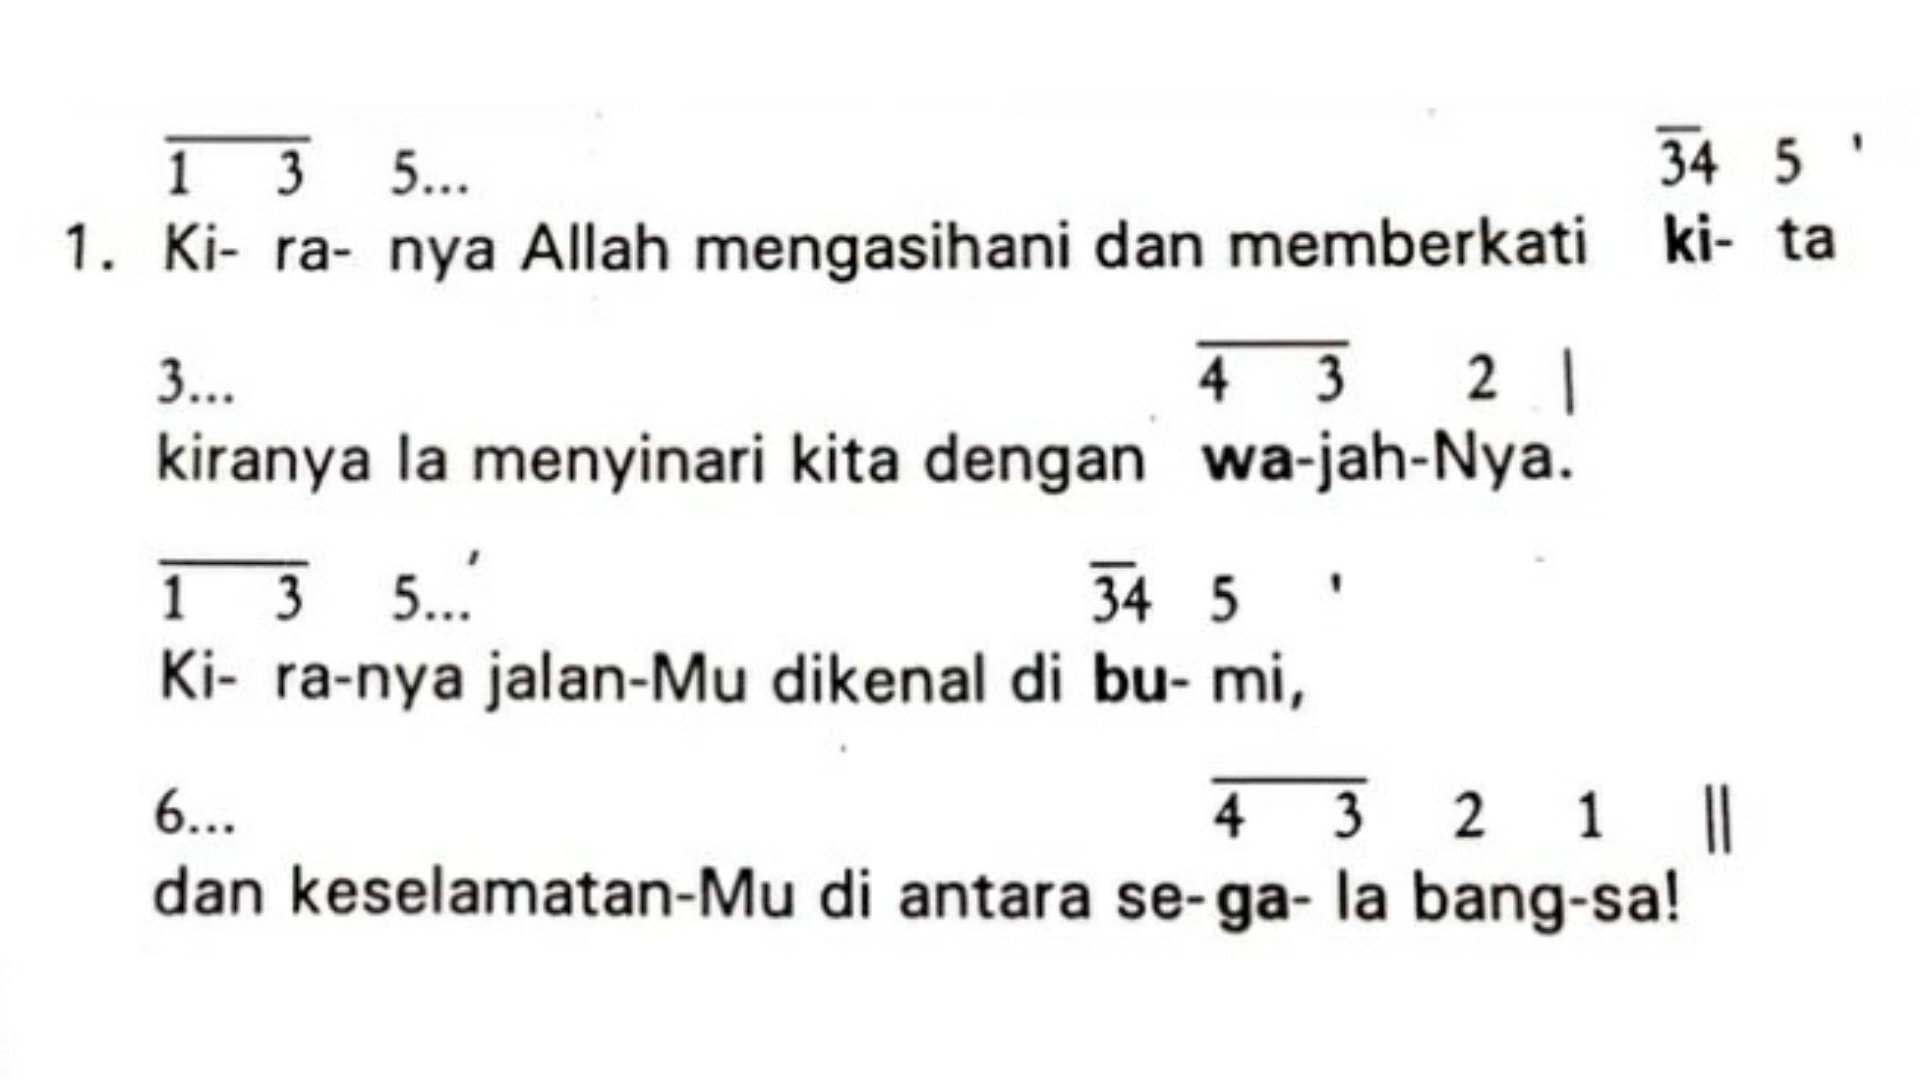 1 3 5... 34 5 '
1. Ki- ra- nya Allah mengasihani dan memberkati ki- ta
3... 4 3 2 |
kiranya Ia menyinari kita dengan wa-jah-Nya.
1 3 5...' 34 5 '
Ki- ra-nya jalan-Mu dikenal di bu- mi,
6... 4 3 2 1 ||
dan keselamatan-Mu di antara se-ga- la bang-sa!